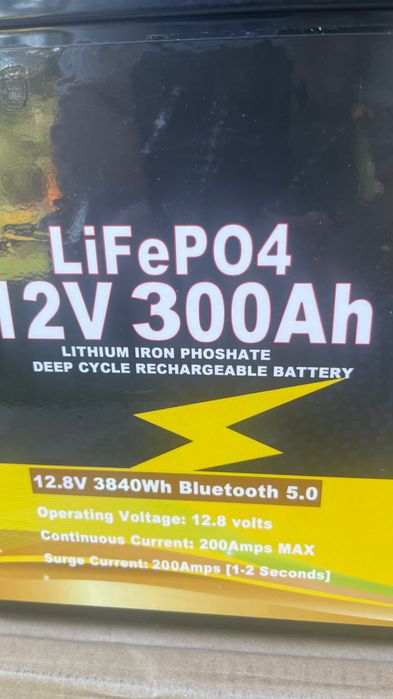 LiFePO4
12V 300Ah
LITHIUM IRON PHOSHATE
DEEP CYCLE RECHARGEABLE BATTERY
12.8V 3840Wh Bluetooth 5.0
Operating Voltage: 12.8 volts
Continuous Current: 200Amps MAX
Surge Current: 200Amps [1-2 Seconds]